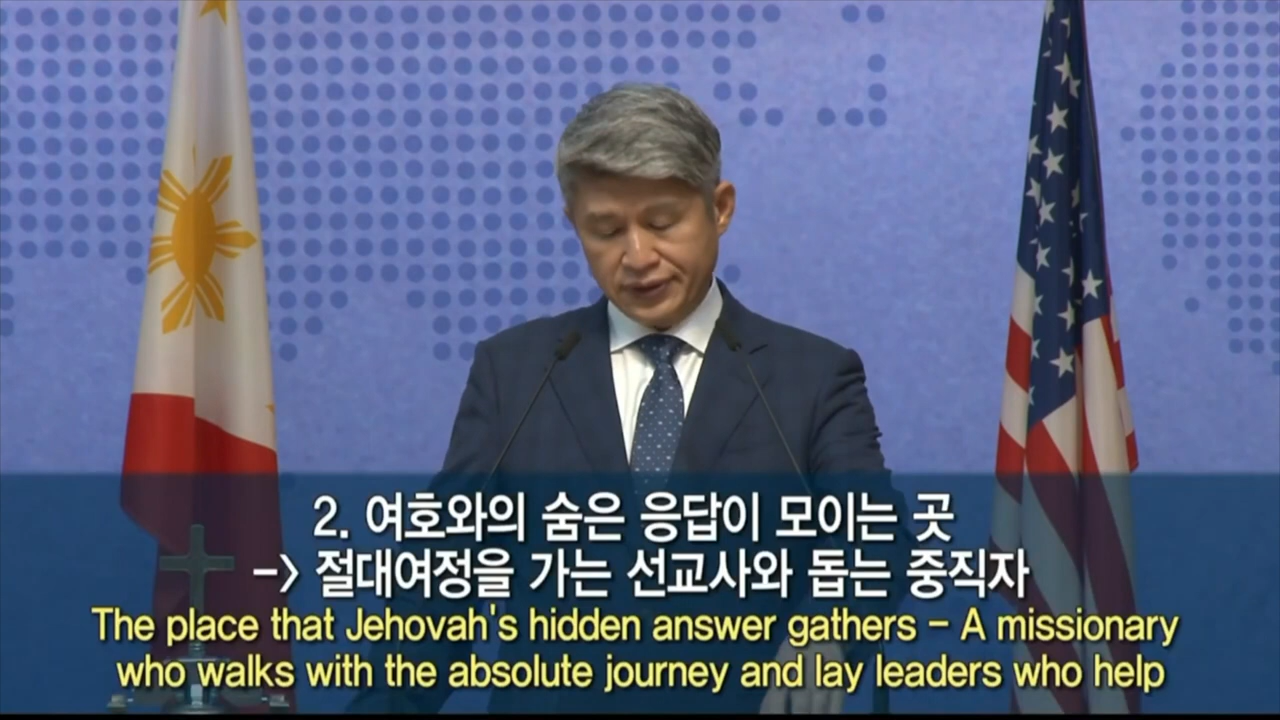 2. 여호와의 숨은 응답이 모이는 곳
-> 절대여정을 가는 선교사와 돕는 중직자
The place that Jehovah's hidden answer gathers - A missionary
who walks with the absolute journey and lay leaders who help